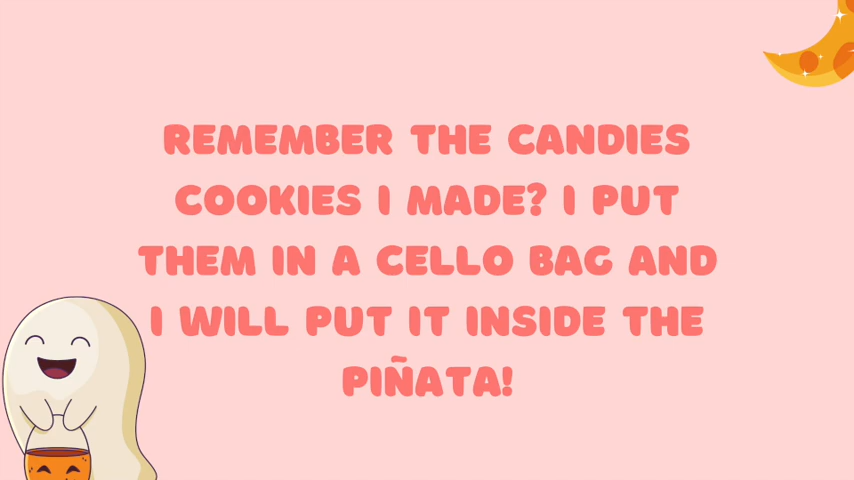 REMEMBER THE CANDIES
COOKIES I MADE? I PUT
THEM IN A CELLO BAG AND
I WILL PUT IT INSIDE THE
PIÑATA!